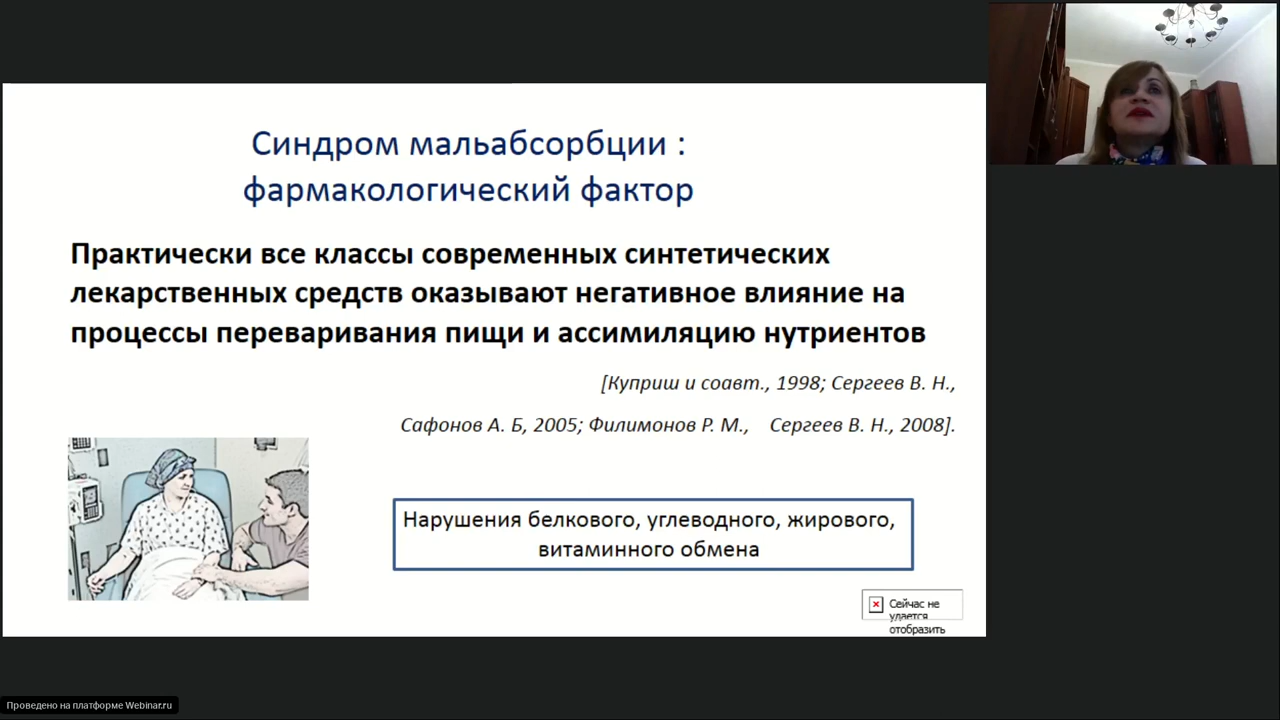 Синдром мальабсорбции :
фармакологический фактор
Практически все классы современных синтетических
лекарственных средств оказывают негативное влияние на
процессы переваривания пищи и ассимиляцию нутриентов
[Куприш и соавт., 1998; Сергеев В. Н.,
Сафонов А. Б, 2005; Филимонов Р. М., Сергеев В. Н., 2008].
Нарушения белкового, углеводного, жирового,
витаминного обмена
Сейчас не
удается
отобразить
Проведено на платформе Webinar.ru